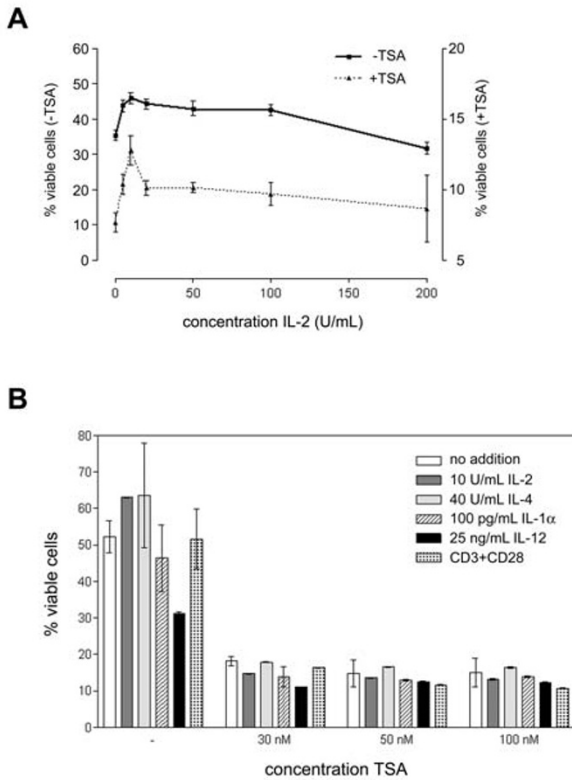 A
-TSA
+TSA
% viable cells (-TSA)
60
50
40
30
20
10
0
20
15
10
5
% viable cells (+TSA)
0 50 100 150 200
concentration IL-2 (U/mL)
B
% viable cells
80
70
60
50
40
30
20
10
0
no addition
10 U/mL IL-2
40 U/mL IL-4
100 pg/mL IL-1α
25 ng/mL IL-12
CD3+CD28
- 30 nM 50 nM 100 nM
concentration TSA